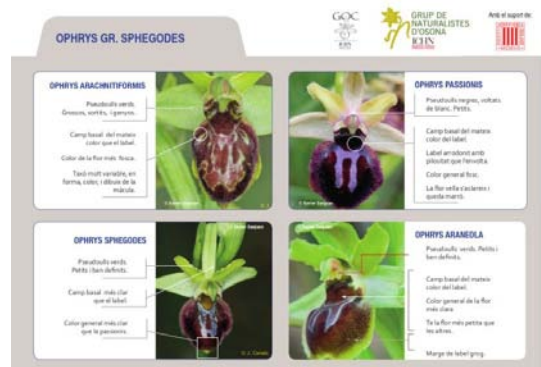 OPHRYS GR. SPHEGODES
GOC
GRUP DE
NATURALISTES
D'OSONA
ICHN
Amb el suport de:
OPHRYS ARACHNITIFORMIS
Pseudoulls verds.
Grossos, sortits, i genuos.
Camp basal del mateix
color que el label.
Color de la flor més fosca.
Taxó molt variable, en
forma, color, i dibuix de la
màcula.
OPHRYS PASSIONIS
Pseudoulls negres, voltats
de blanc. Petits.
Camp basal del mateix
color del label.
Label arrodonit amb
pilositat que l'envolta.
Color general fosc.
La flor vella s'aclareix i
queda marró.
OPHRYS SPHEGODES
Pseudoulls verds.
Petits i ben definits.
Camp basal més clar
que el label.
Color general més clar
que la passionis.
OPHRYS ARANEOLA
Pseudoulls verds. Petits i
ben definits.
Camp basal del mateix
color del label.
Color general de la flor
més clara.
Te la flor més petita que
les altres.
Marge de label grog.